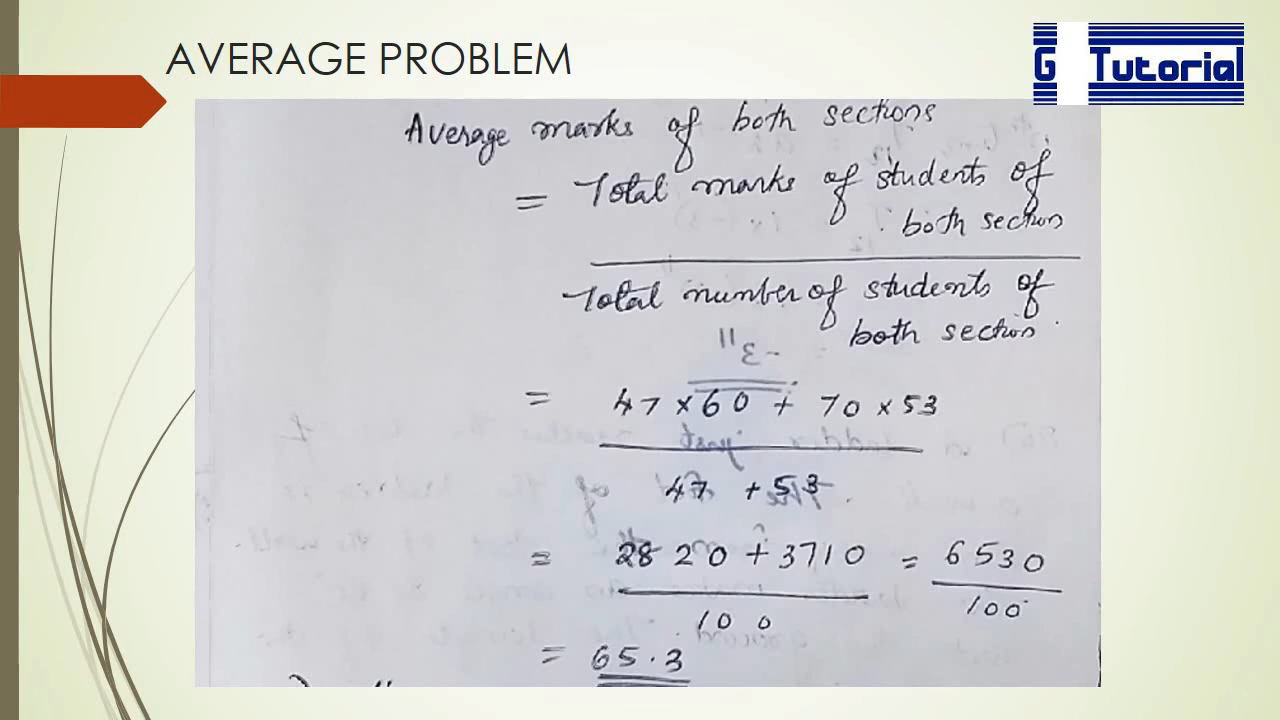 AVERAGE PROBLEM
G Tutorial
Average marks of both sections
= Total marks of students of
both section
Total number of students of
both section
= 47 × 60 + 70 × 53
47 + 53
= 2820 + 3710 = 6530
100 100
= 65.3